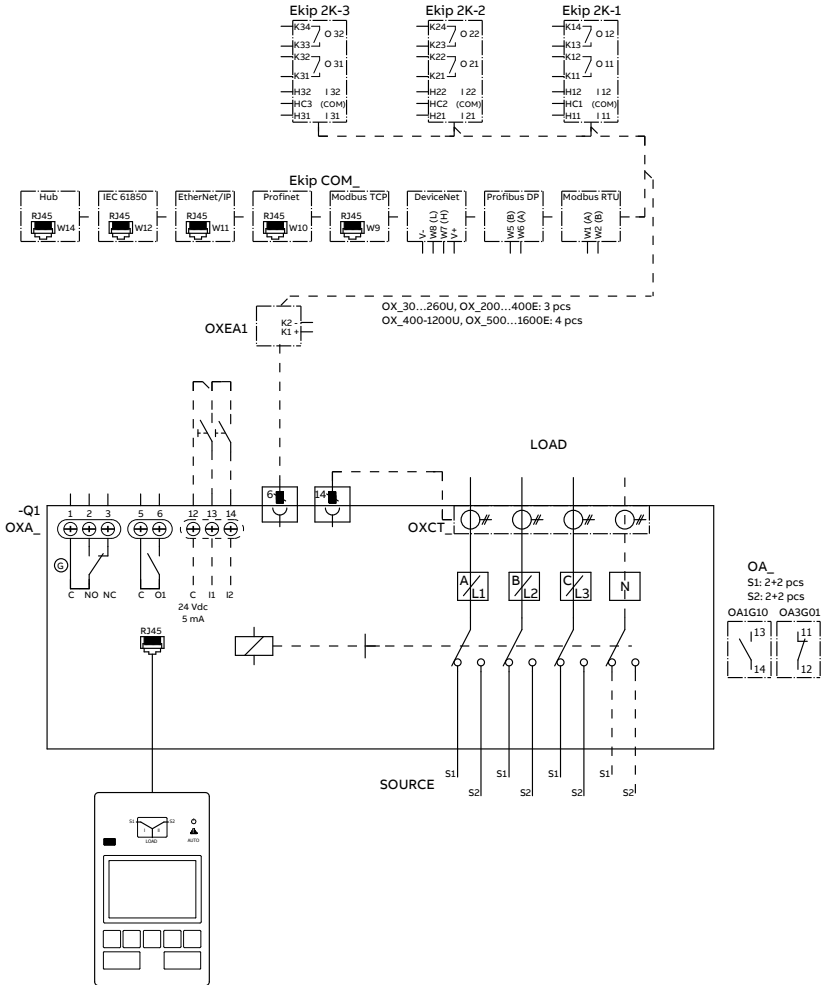 Ekip 2K-3 Ekip 2K-2 Ekip 2K-1
K34 O 32 K24 O 22 K14 O 12
K33 K23 K13
K32 K22 K12
O 31 O 21 O 11
K31 K21 K11
H32 I 32 H22 I 22 H12 I 12
HC3 (COM) HC2 (COM) HC1 (COM)
H31 I 31 H21 I 21 H11 I 11
Ekip COM_
Hub IEC 61850 EtherNet/IP Profinet Modbus TCP DeviceNet Profibus DP Modbus RTU
RJ45 RJ45 RJ45 RJ45 RJ45
W14 W12 W11 W10 W9
V- W8 (L) W7 (H) V+ W5 (B) W6 (A) W1 (A) W2 (B)
OX_30...260U, OX_200...400E: 3 pcs
OX_400-1200U, OX_500...1600E: 4 pcs
OXEA1
K2 -
K1 +
LOAD
-Q1
OXA_
6 14
1 2 3 5 6 12 13 14
OXCT_
G
C NO NC C O1 C I1 I2
24 Vdc
5 mA
RJ45
A L1 B L2 C L3 N
OA_
S1: 2+2 pcs
S2: 2+2 pcs
OA1G10 OA3G01
13 11
14 12
SOURCE
S1 S1 S1 S1
S2 S2 S2 S2
S1 S2
I II
LOAD AUTO